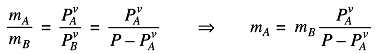 m_A / m_B = P_A^v / P_B^v = P_A^v / (P - P_A^v) ⇒ m_A = m_B P_A^v / (P - P_A^v)